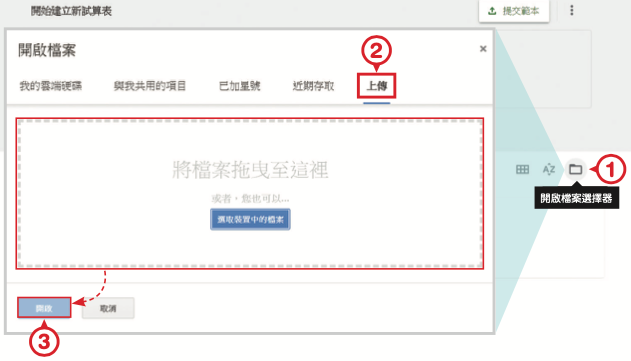 開始建立新試算表
提交範本
開啟檔案
×
2
我的雲端硬碟
與我共用的項目
已加星號
近期存取
上傳
將檔案拖曳至這裡
或者，您也可以...
選取裝置中的檔案
AZ
1
開啟檔案選擇器
開啟
取消
3